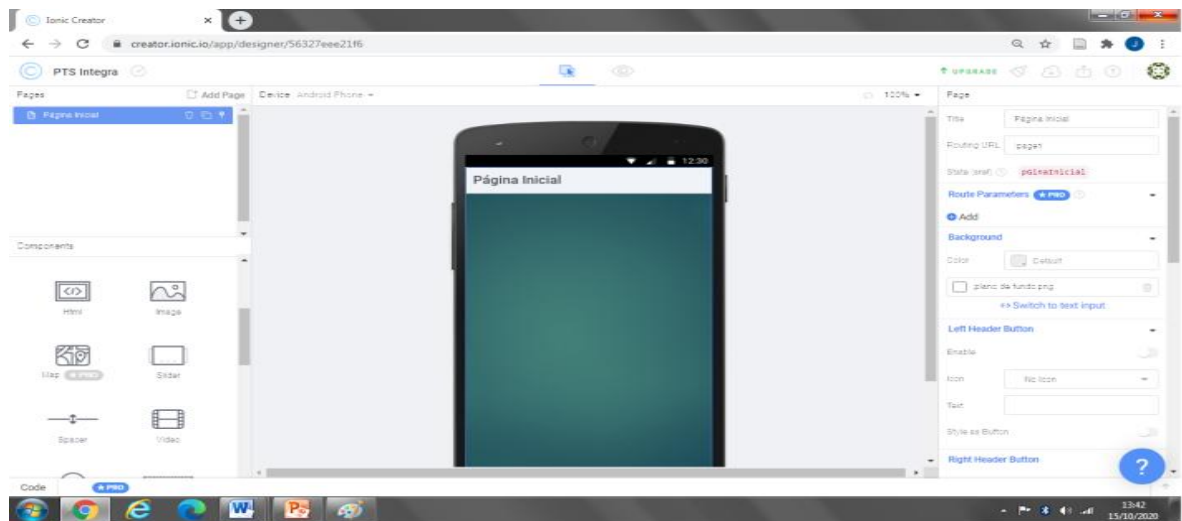 Ionic Creator
creator.ionic.io/app/designer/56327eee21f6
PTS Integra
UPGRADE
Pages
Add Page
Device Android Phone
100%
Page
Página Inicial
Title Página Inicial
Routing URL page1
State (sref)
Route Parameters PRO
Add
Background
Color Default
plano de fundo.png
<> Switch to text input
Left Header Button
Enable
Icon No Icon
Text
Style as Button
Right Header Button
12:30
Página Inicial
Components
Html Image
Map PRO Slider
Spacer Video
Code PRO
?
13:42
15/10/2020